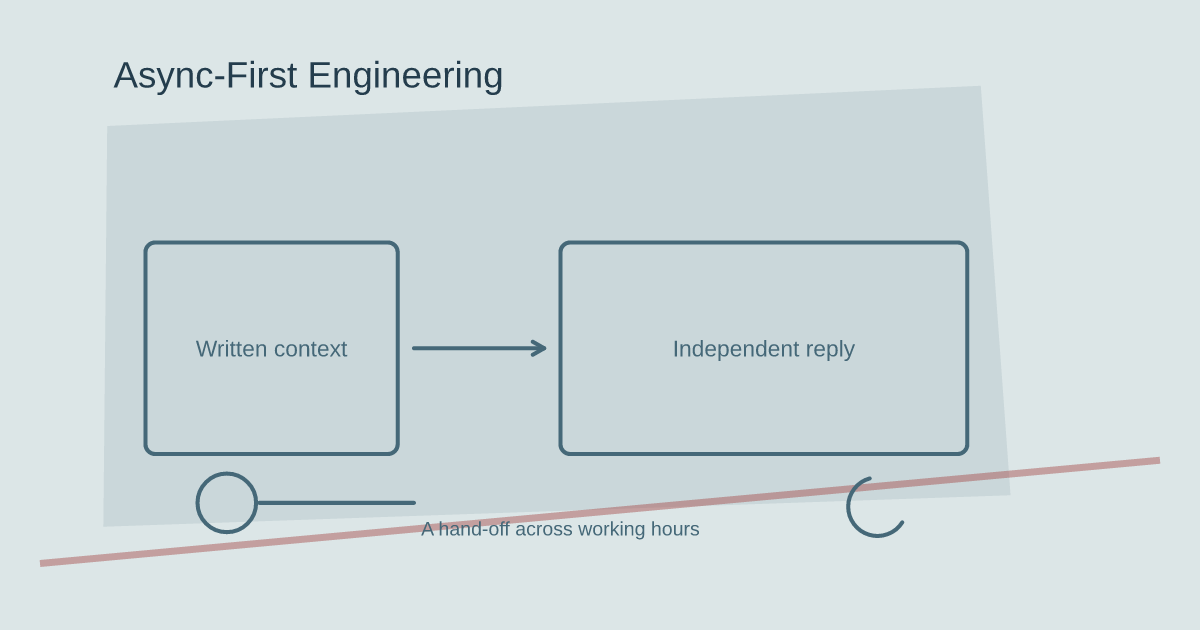 Async-First Engineering
Written context
Independent reply
A hand-off across working hours